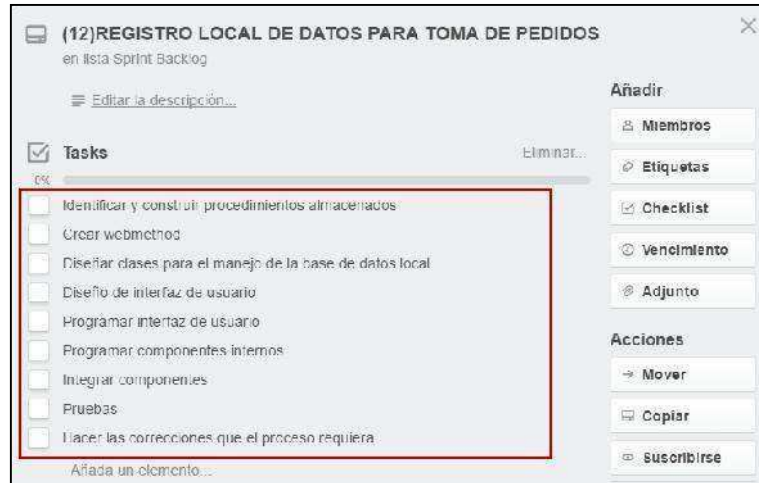 (12)REGISTRO LOCAL DE DATOS PARA TOMA DE PEDIDOS
en lista Sprint Backlog
Editar la descripción...
Tasks
Eliminar...
0%
Identificar y construir procedimientos almacenados
Crear webmethod
Diseñar clases para el manejo de la base de datos local
Diseño de interfaz de usuario
Programar interfaz de usuario
Programar componentes internos
Integrar componentes
Pruebas
Hacer las correcciones que el proceso requiera
Añada un elemento...
Añadir
Miembros
Etiquetas
Checklist
Vencimiento
Adjunto
Acciones
Mover
Copiar
Suscribirse